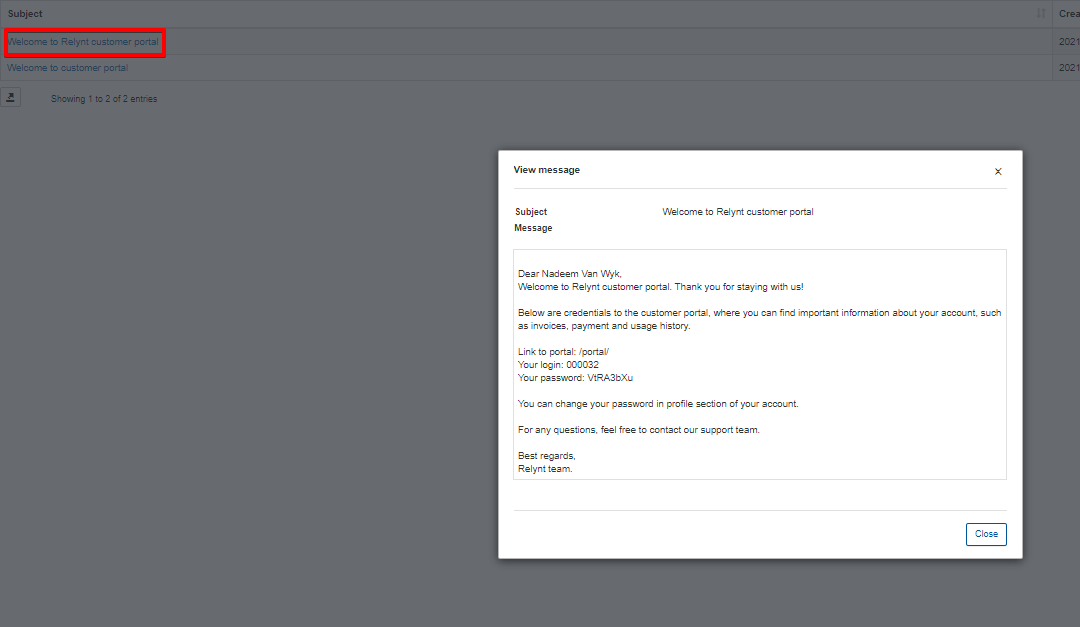 Subject
Crea
Welcome to Relynt customer portal
2021
Welcome to customer portal
2021
Showing 1 to 2 of 2 entries
View message
×
Subject
Welcome to Relynt customer portal
Message
Dear Nadeem Van Wyk,
Welcome to Relynt customer portal. Thank you for staying with us!
Below are credentials to the customer portal, where you can find important information about your account, such
as invoices, payment and usage history.
Link to portal: /portal/
Your login: 000032
Your password: VtRA3bXu
You can change your password in profile section of your account.
For any questions, feel free to contact our support team.
Best regards,
Relynt team.
Close